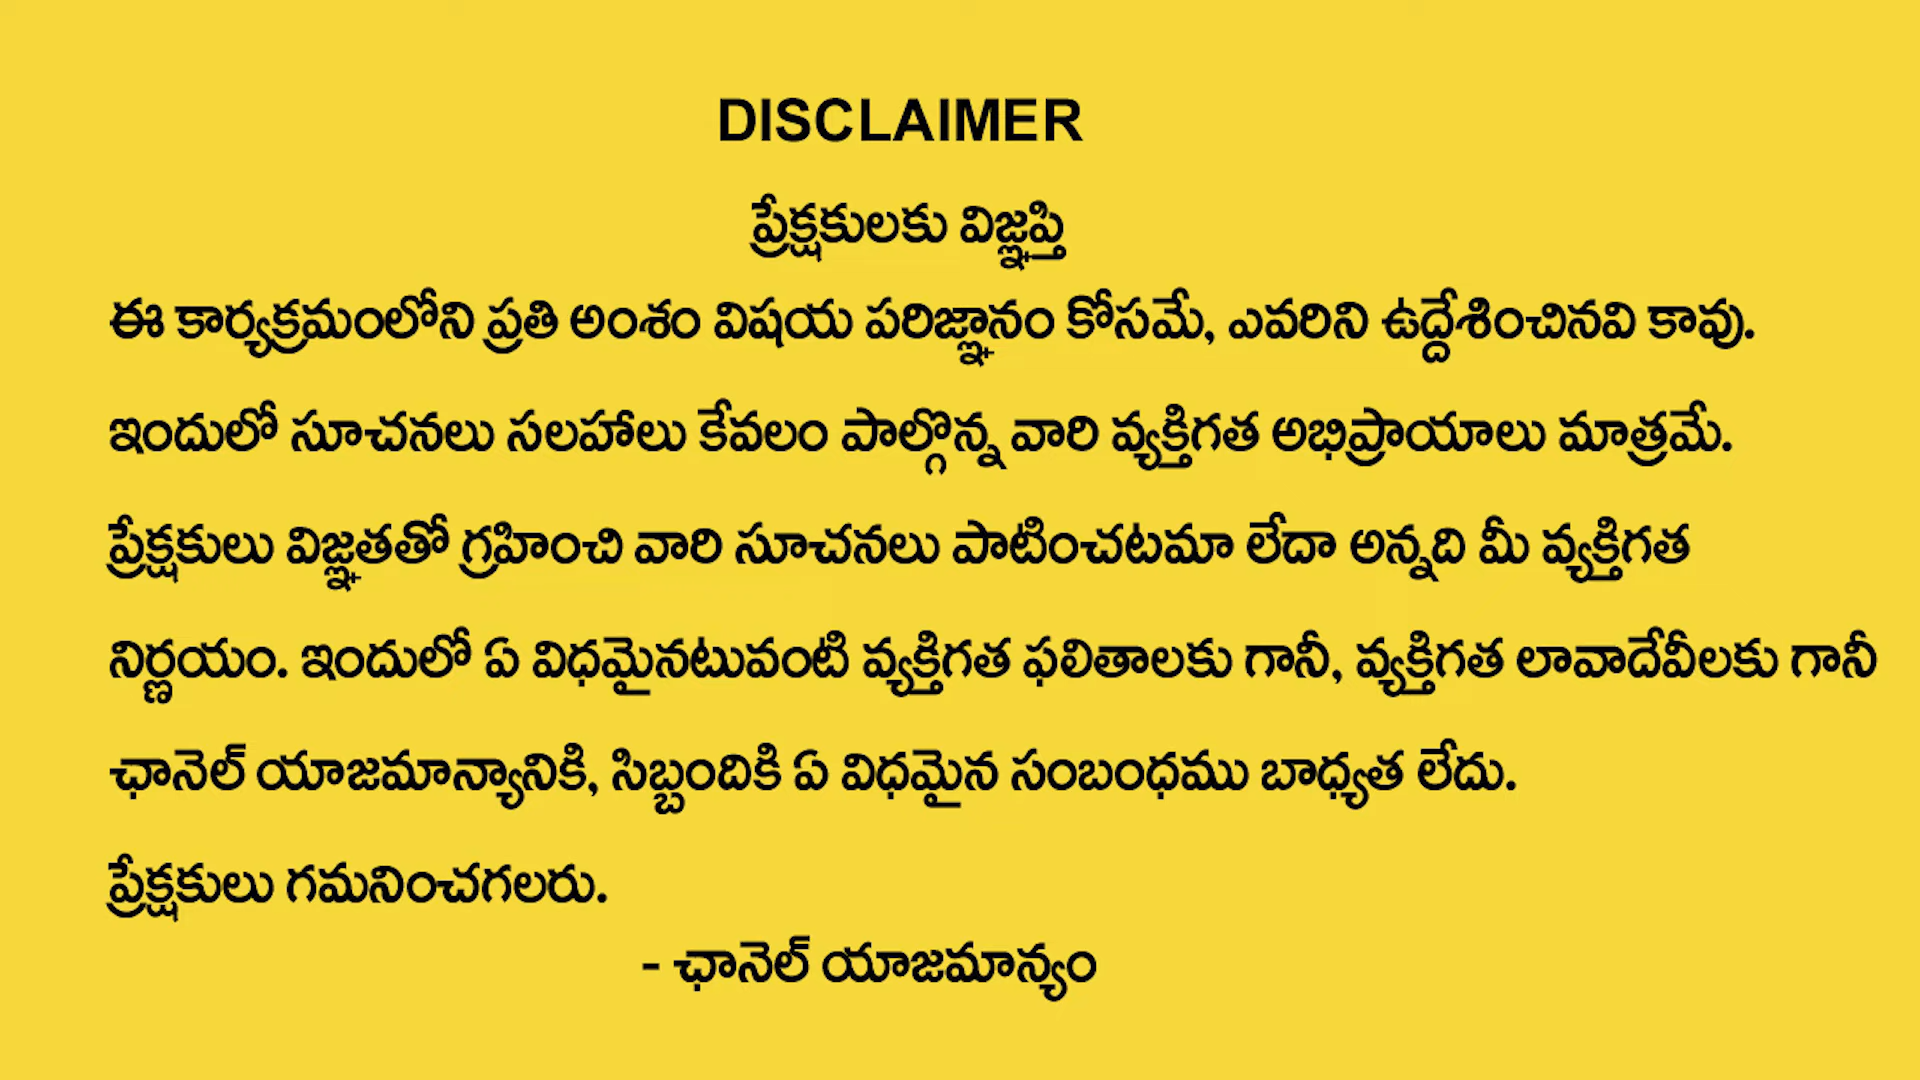 DISCLAIMER
ప్రేక్షకులకు విజ్ఞప్తి
ఈ కార్యక్రమంలోని ప్రతి అంశం విషయ పరిజ్ఞానం కోసమే, ఎవరిని ఉద్దేశించినవి కావు.
ఇందులో సూచనలు సలహాలు కేవలం పాల్గొన్న వారి వ్యక్తిగత అభిప్రాయాలు మాత్రమే.
ప్రేక్షకులు విజ్ఞతతో గ్రహించి వారి సూచనలు పాటించటమా లేదా అన్నది మీ వ్యక్తిగత
నిర్ణయం. ఇందులో ఏ విధమైనటువంటి వ్యక్తిగత ఫలితాలకు గానీ, వ్యక్తిగత లావాదేవీలకు గానీ
ఛానెల్ యాజమాన్యానికి, సిబ్బందికి ఏ విధమైన సంబంధము బాధ్యత లేదు.
ప్రేక్షకులు గమనించగలరు.
- ఛానెల్ యాజమాన్యం